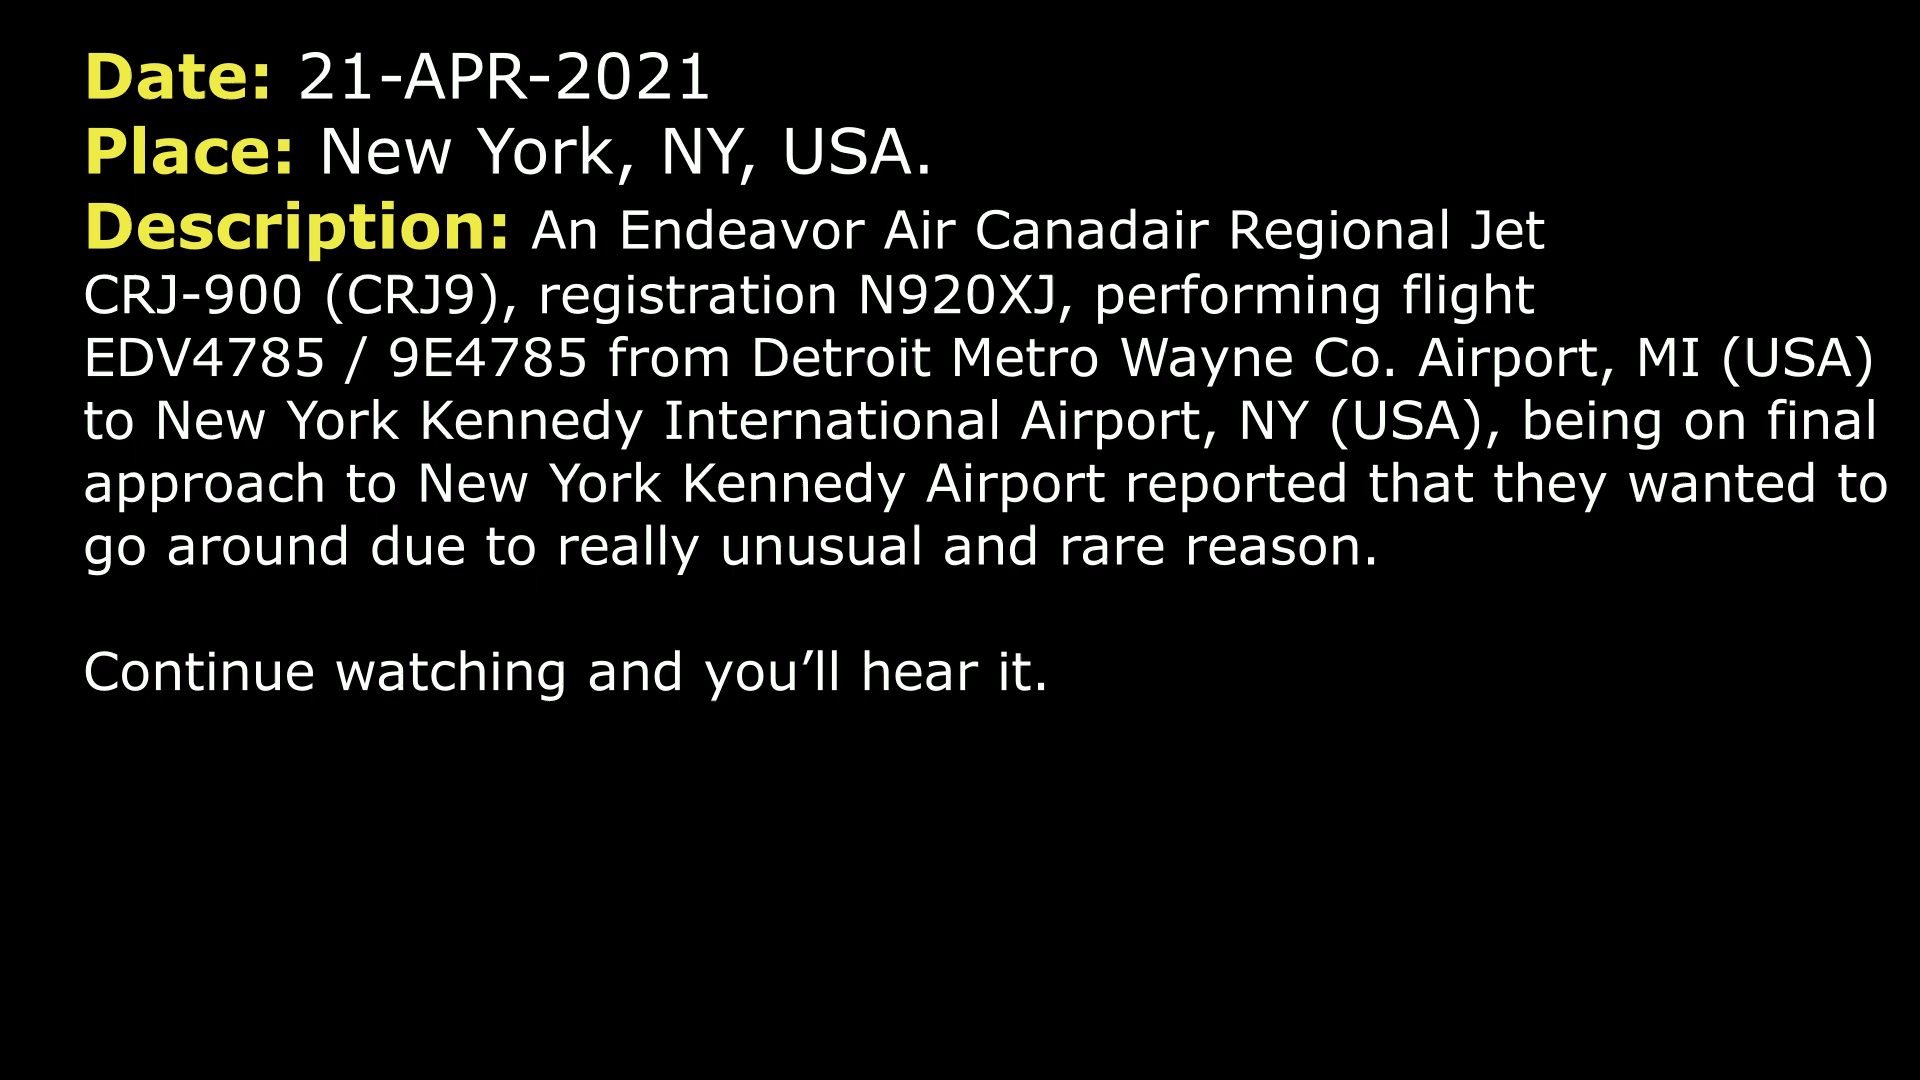 Date: 21-APR-2021
Place: New York, NY, USA.
Description: An Endeavor Air Canadair Regional Jet
CRJ-900 (CRJ9), registration N920XJ, performing flight
EDV4785 / 9E4785 from Detroit Metro Wayne Co. Airport, MI (USA)
to New York Kennedy International Airport, NY (USA), being on final
approach to New York Kennedy Airport reported that they wanted to
go around due to really unusual and rare reason.
Continue watching and you’ll hear it.